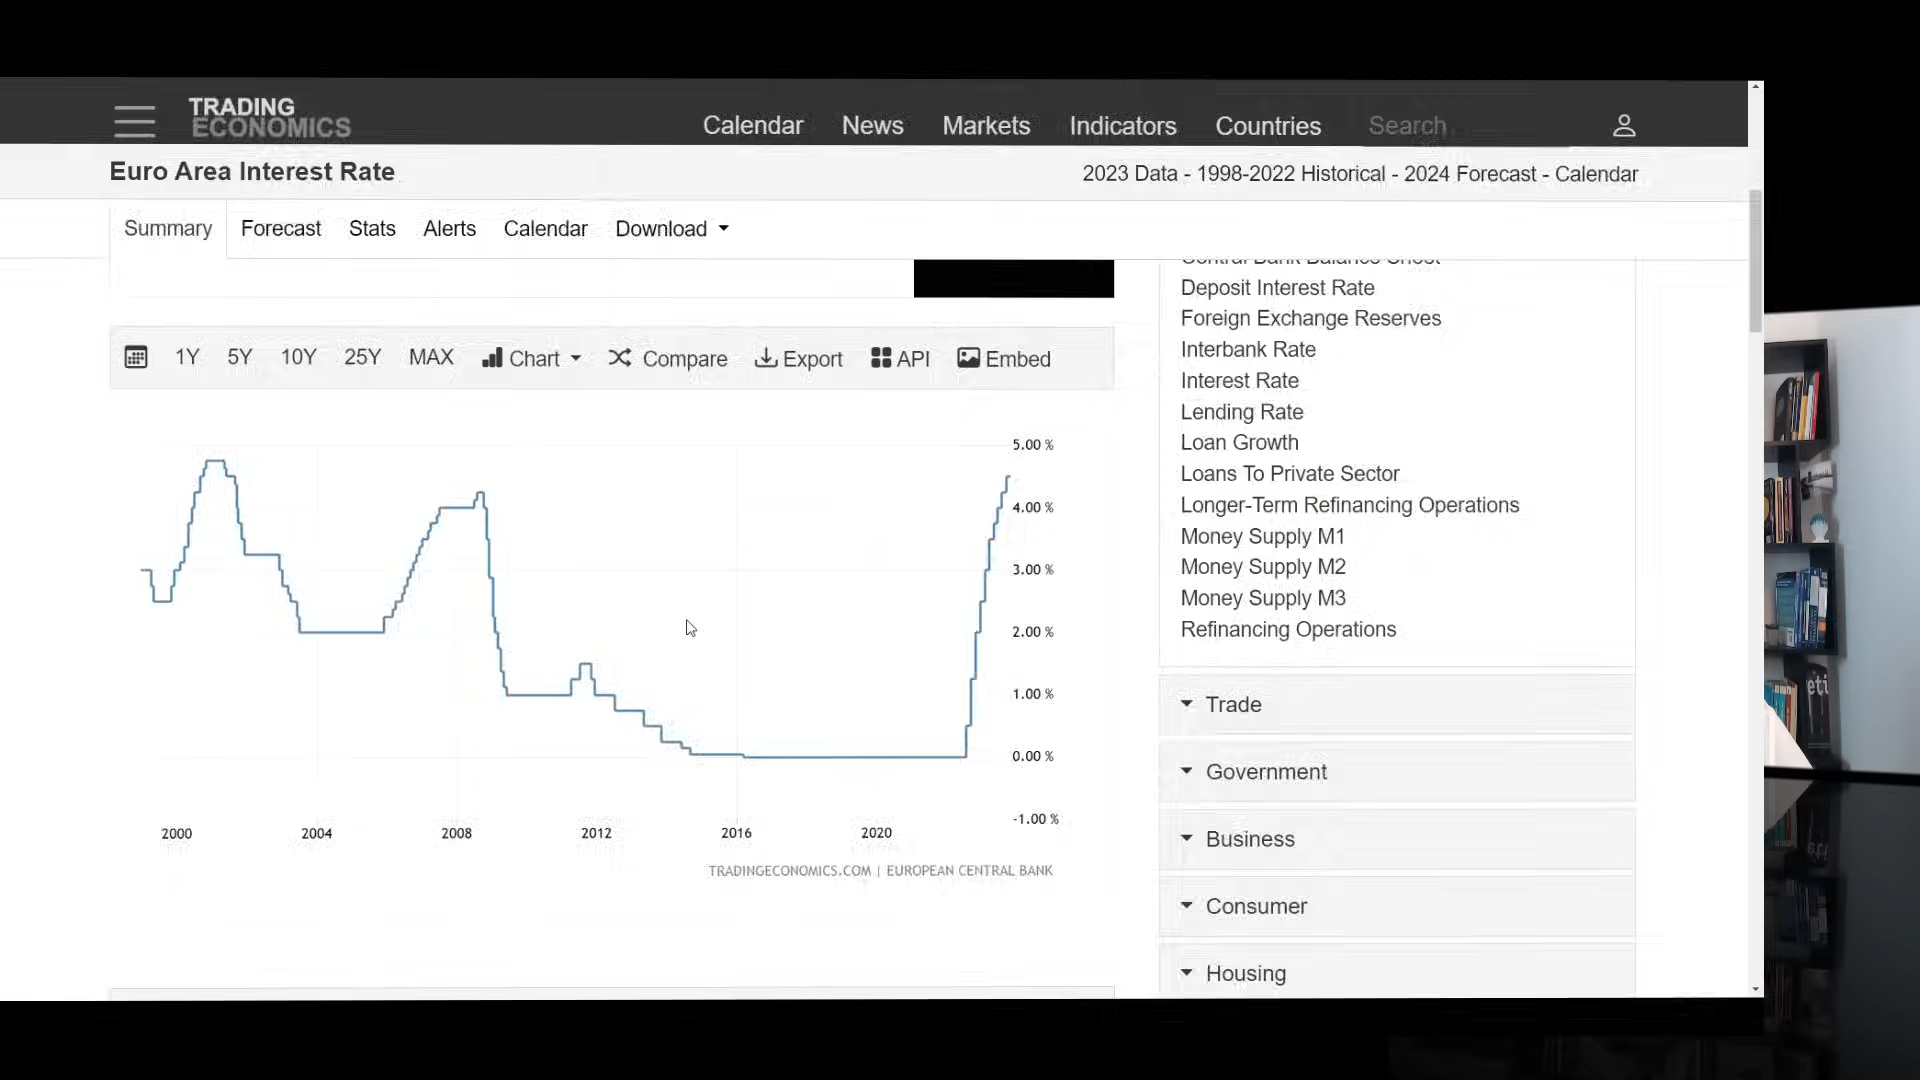 TRADING
ECONOMICS
Calendar News Markets Indicators Countries Search
Euro Area Interest Rate
2023 Data - 1998-2022 Historical - 2024 Forecast - Calendar
Summary Forecast Stats Alerts Calendar Download
1Y 5Y 10Y 25Y MAX Chart Compare Export API Embed
5.00 %
4.00 %
3.00 %
2.00 %
1.00 %
0.00 %
-1.00 %
2000 2004 2008 2012 2016 2020
TRADINGECONOMICS.COM | EUROPEAN CENTRAL BANK
Central Bank Balance Sheet
Deposit Interest Rate
Foreign Exchange Reserves
Interbank Rate
Interest Rate
Lending Rate
Loan Growth
Loans To Private Sector
Longer-Term Refinancing Operations
Money Supply M1
Money Supply M2
Money Supply M3
Refinancing Operations
Trade
Government
Business
Consumer
Housing